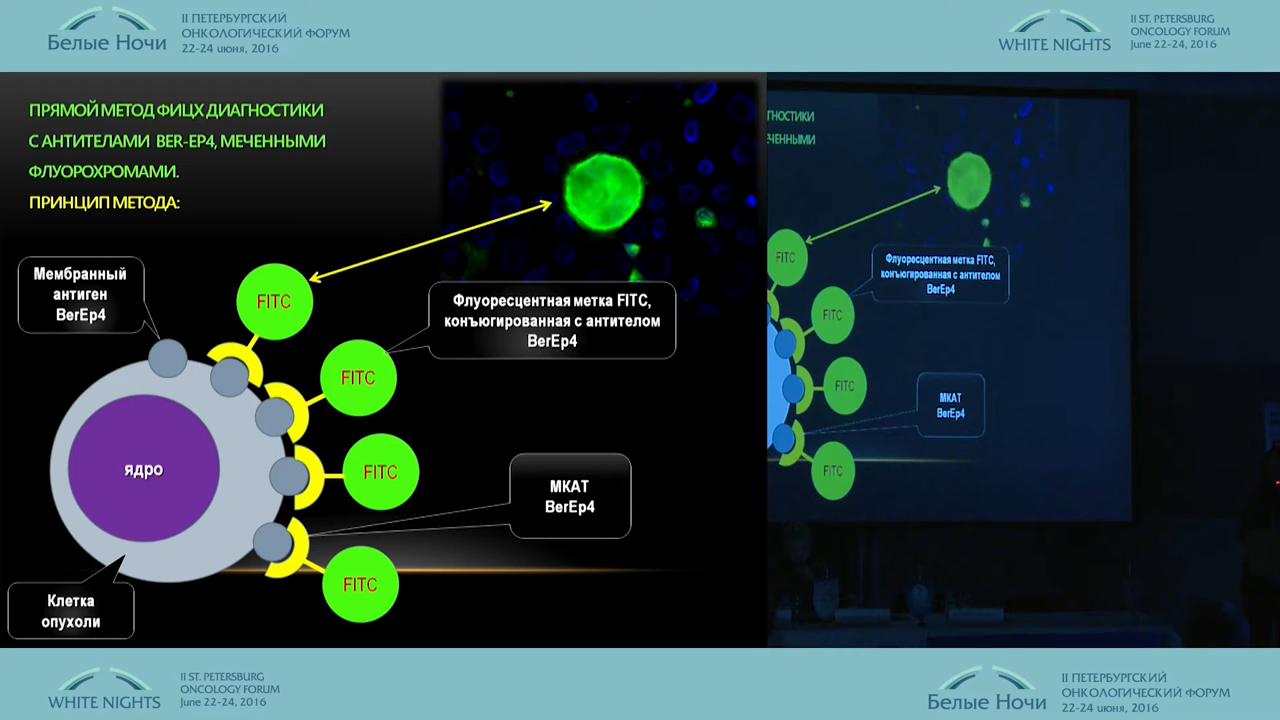 Белые Ночи
II ПЕТЕРБУРГСКИЙ
ОНКОЛОГИЧЕСКИЙ ФОРУМ
22-24 июня, 2016
WHITE NIGHTS
II ST. PETERSBURG
ONCOLOGY FORUM
June 22-24, 2016
ПРЯМОЙ МЕТОД ФИЦХ ДИАГНОСТИКИ
С АНТИТЕЛАМИ BER-EP4, МЕЧЕННЫМИ
ФЛУОРОХРОМАМИ.
ПРИНЦИП МЕТОДА:
Мембранный
антиген
BerEp4
FITC
Флуоресцентная метка FITC,
конъюгированная с антителом
BerEp4
FITC
FITC
ядро
МКАТ
BerEp4
FITC
Клетка
опухоли
ГНОСТИКИ
ЕЧЕННЫМИ
FITC
Флуоресцентная метка FITC,
конъюгированная с антителом
BerEp4
FITC
FITC
МКАТ
BerEp4
FITC
WHITE NIGHTS
II ST. PETERSBURG
ONCOLOGY FORUM
June 22-24, 2016
Белые Ночи
II ПЕТЕРБУРГСКИЙ
ОНКОЛОГИЧЕСКИЙ ФОРУМ
22-24 июня, 2016